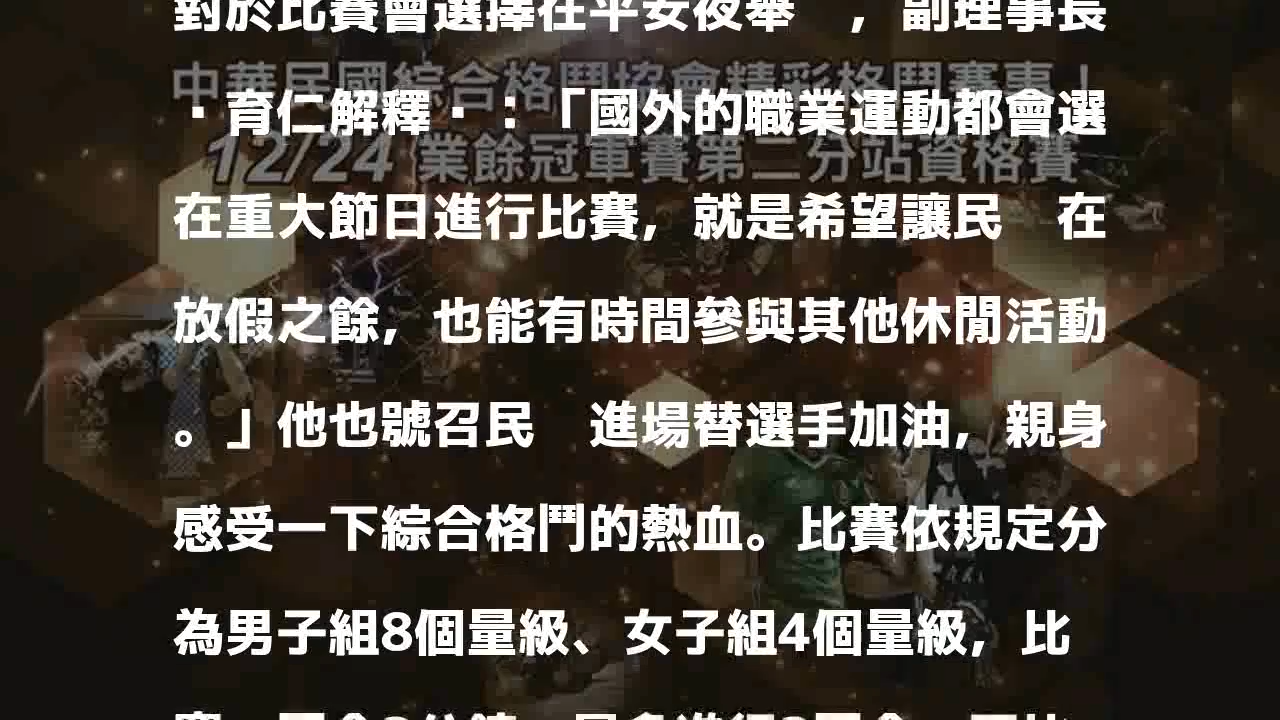 對於比賽會選擇在平安夜舉　，副理事長
中華民國綜合格鬥協會精彩格鬥賽事！
·育仁解釋·：「國外的職業運動都會選
12/24 業餘冠軍賽第二分站資格賽
在重大節日進行比賽，就是希望讓民　在
放假之餘，也能有時間參與其他休閒活動
。」他也號召民　進場替選手加油，親身
感受一下綜合格鬥的熱血。比賽依規定分
為男子組8個量級、女子組4個量級，比